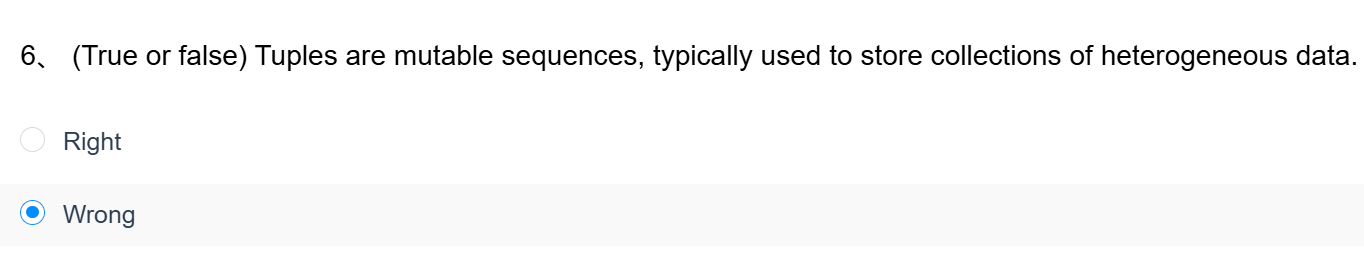 6、 (True or false) Tuples are mutable sequences, typically used to store collections of heterogeneous data.
Right
Wrong